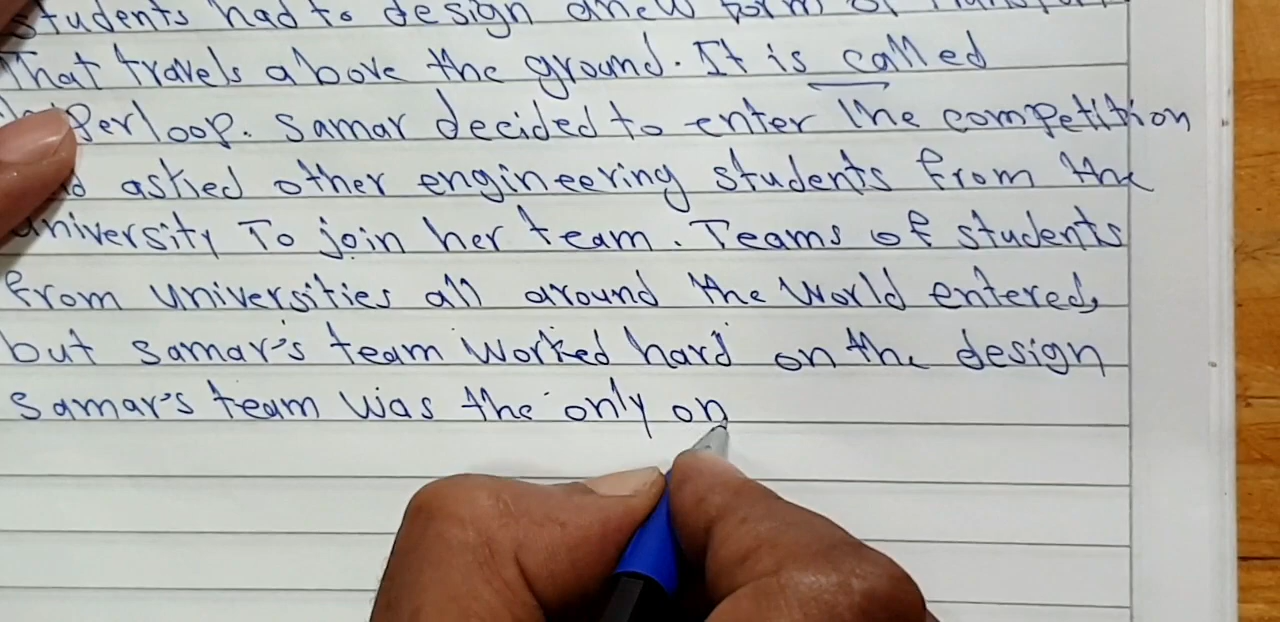 students had to design a new form of
That travels above the ground. It is called
perloop. Samar decided to enter the competition
asked other engineering students from the
university To join her team. Teams of students
from universities all around the world entered,
but samar's team worked hard on the design
samar's team was the only on